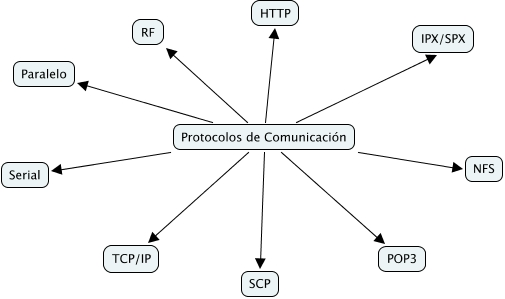 HTTP
RF
IPX/SPX
Paralelo
Protocolos de Comunicación
Serial
NFS
TCP/IP
POP3
SCP